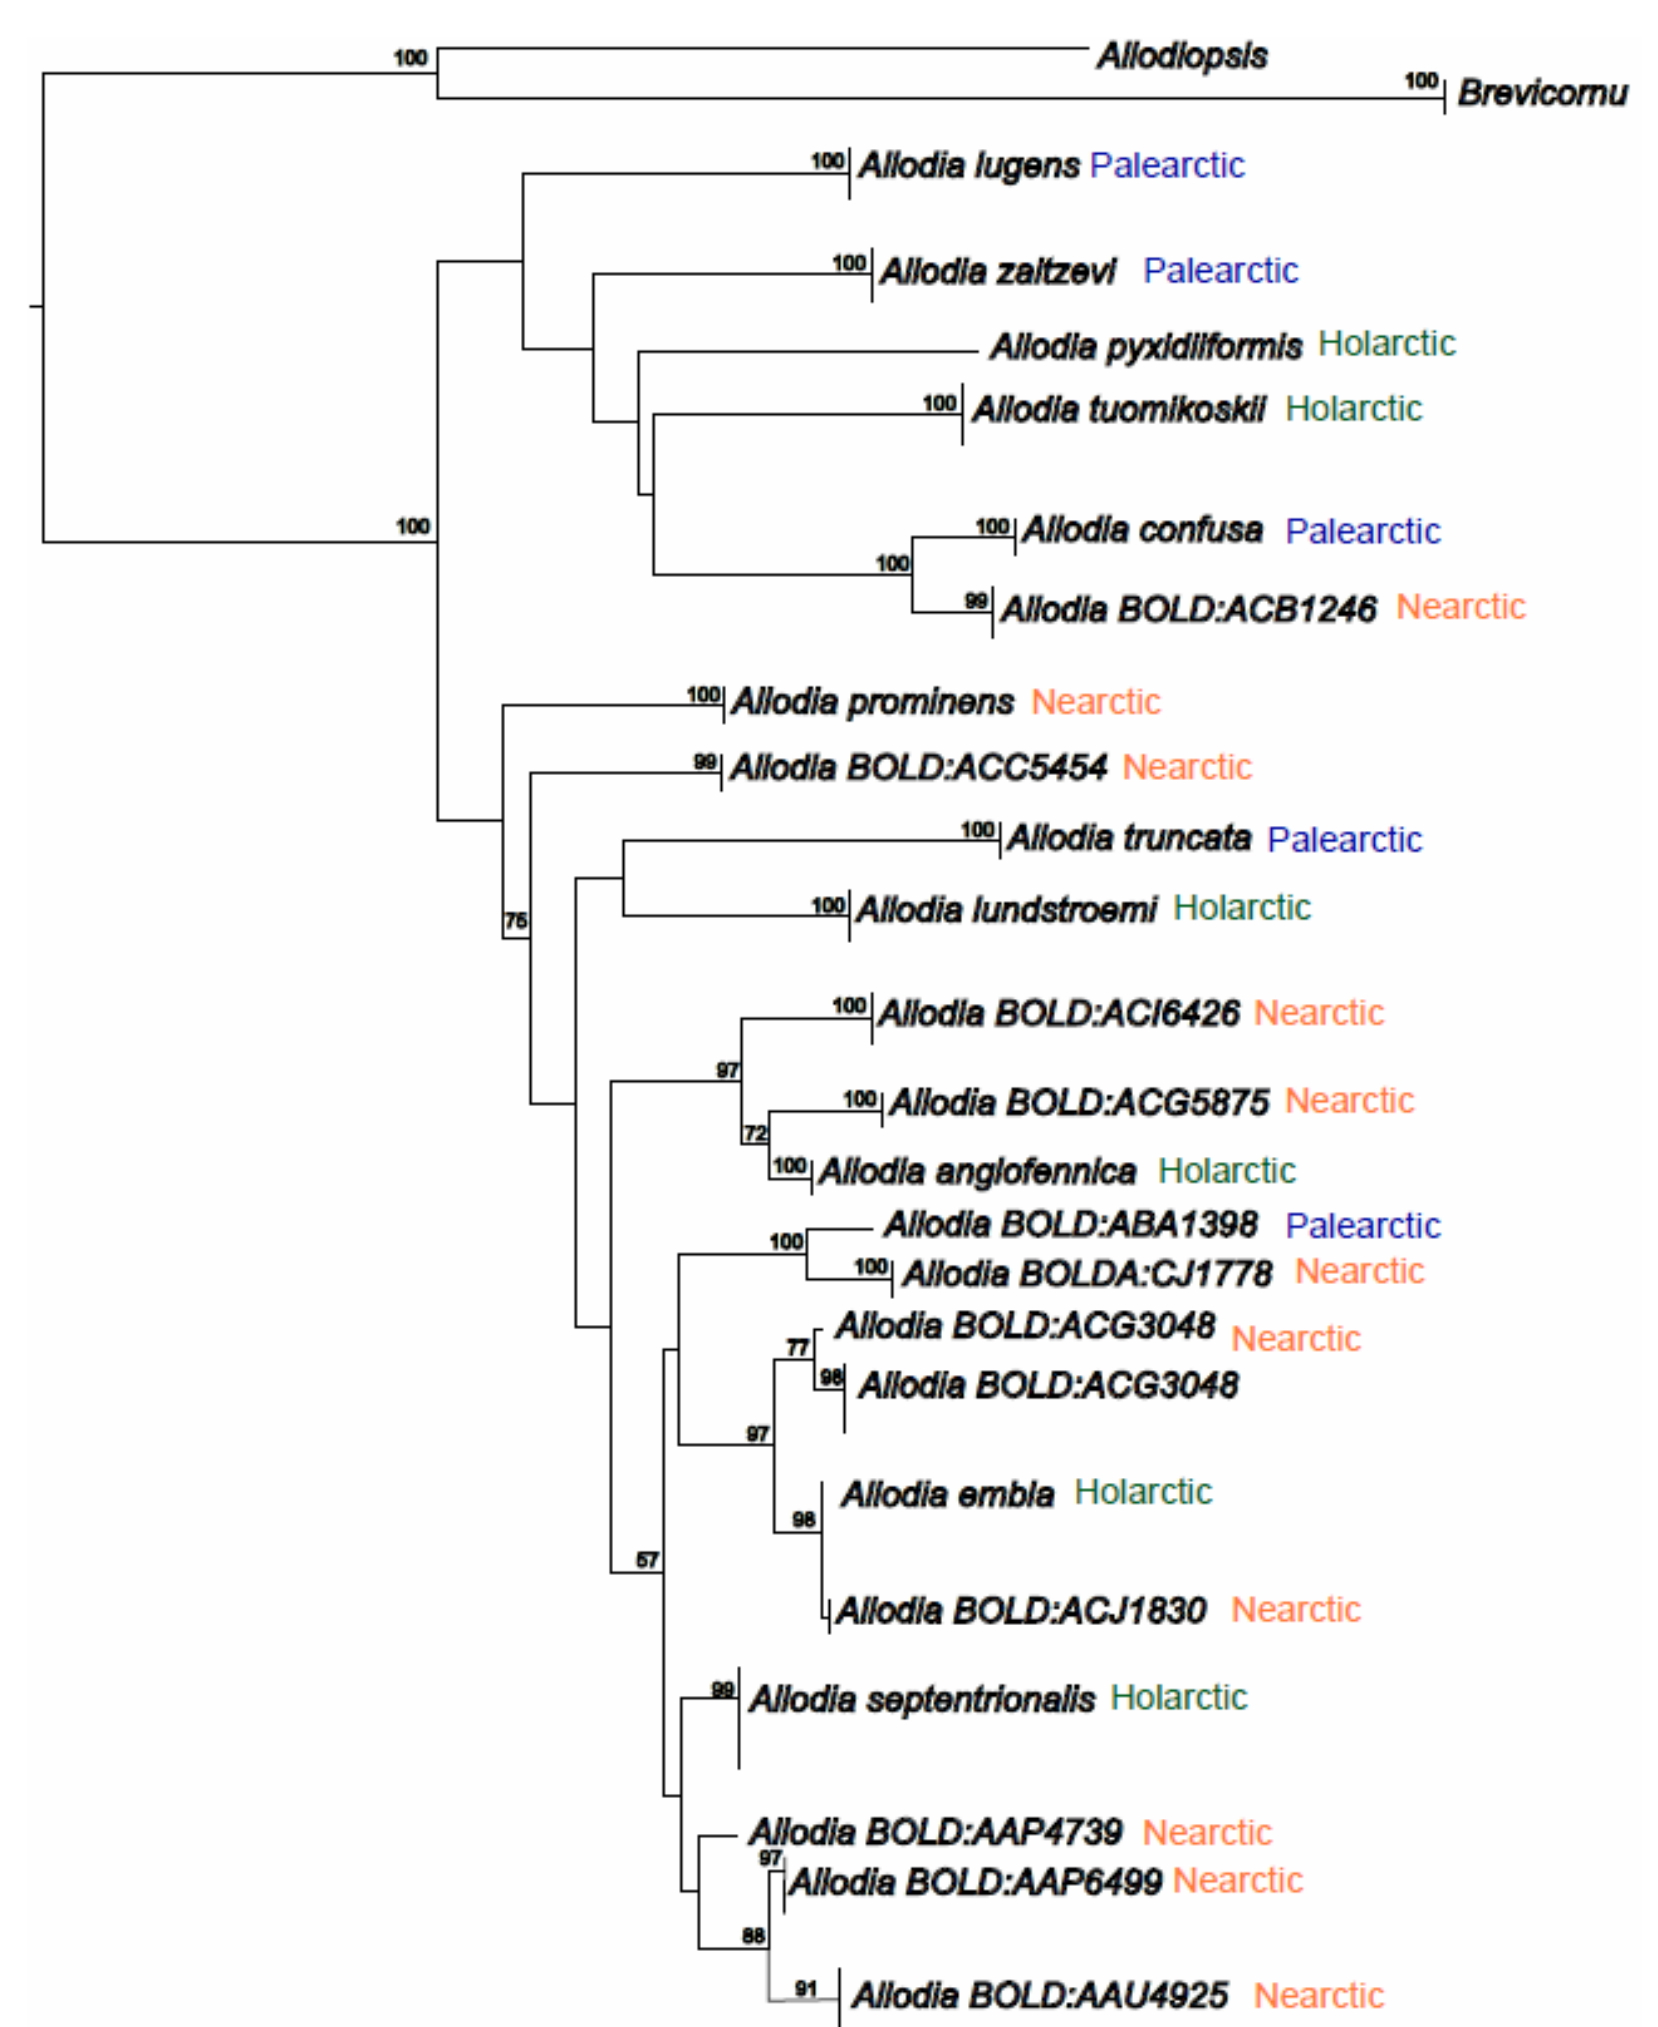 100 Allodiopsis
100 Brevicornu
100 Allodia lugens Palearctic
100 Allodia zaitzevi Palearctic
Allodia pyxidiiformis Holarctic
100 Allodia tuomikoskii Holarctic
100
100 Allodia confusa Palearctic
100
99 Allodia BOLD:ACB1246 Nearctic
100 Allodia prominens Nearctic
99 Allodia BOLD:ACC5454 Nearctic
100 Allodia truncata Palearctic
100 Allodia lundstroemi Holarctic
75
100 Allodia BOLD:ACI6426 Nearctic
97
100 Allodia BOLD:ACG5875 Nearctic
72
100 Allodia anglofennica Holarctic
Allodia BOLD:ABA1398 Palearctic
100
100 Allodia BOLDA:CJ1778 Nearctic
Allodia BOLD:ACG3048 Nearctic
77
98 Allodia BOLD:ACG3048
97
Allodia embla Holarctic
98
57
Allodia BOLD:ACJ1830 Nearctic
99 Allodia septentrionalis Holarctic
Allodia BOLD:AAP4739 Nearctic
97 Allodia BOLD:AAP6499 Nearctic
88
91 Allodia BOLD:AAU4925 Nearctic